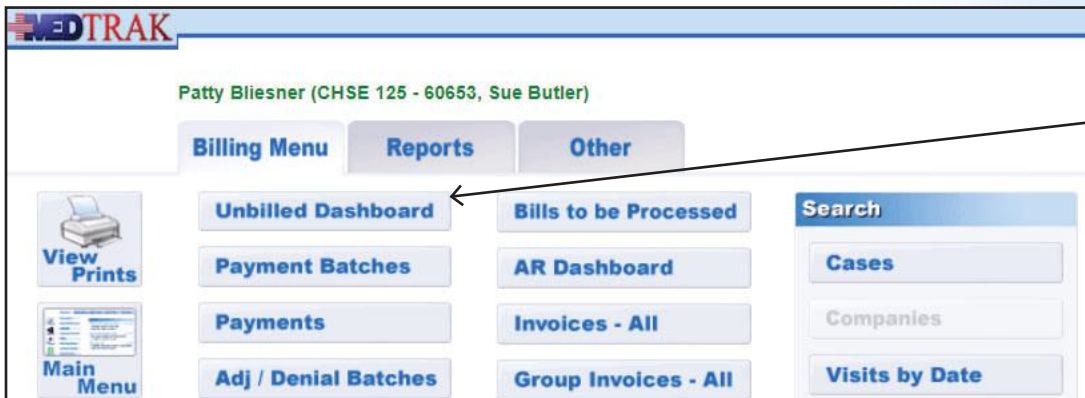 MEDTRAK
Patty Bliesner (CHSE 125 - 60653, Sue Butler)
Billing Menu
Reports
Other
View
Prints
Main
Menu
Unbilled Dashboard
Payment Batches
Payments
Adj / Denial Batches
Bills to be Processed
AR Dashboard
Invoices - All
Group Invoices - All
Search
Cases
Companies
Visits by Date